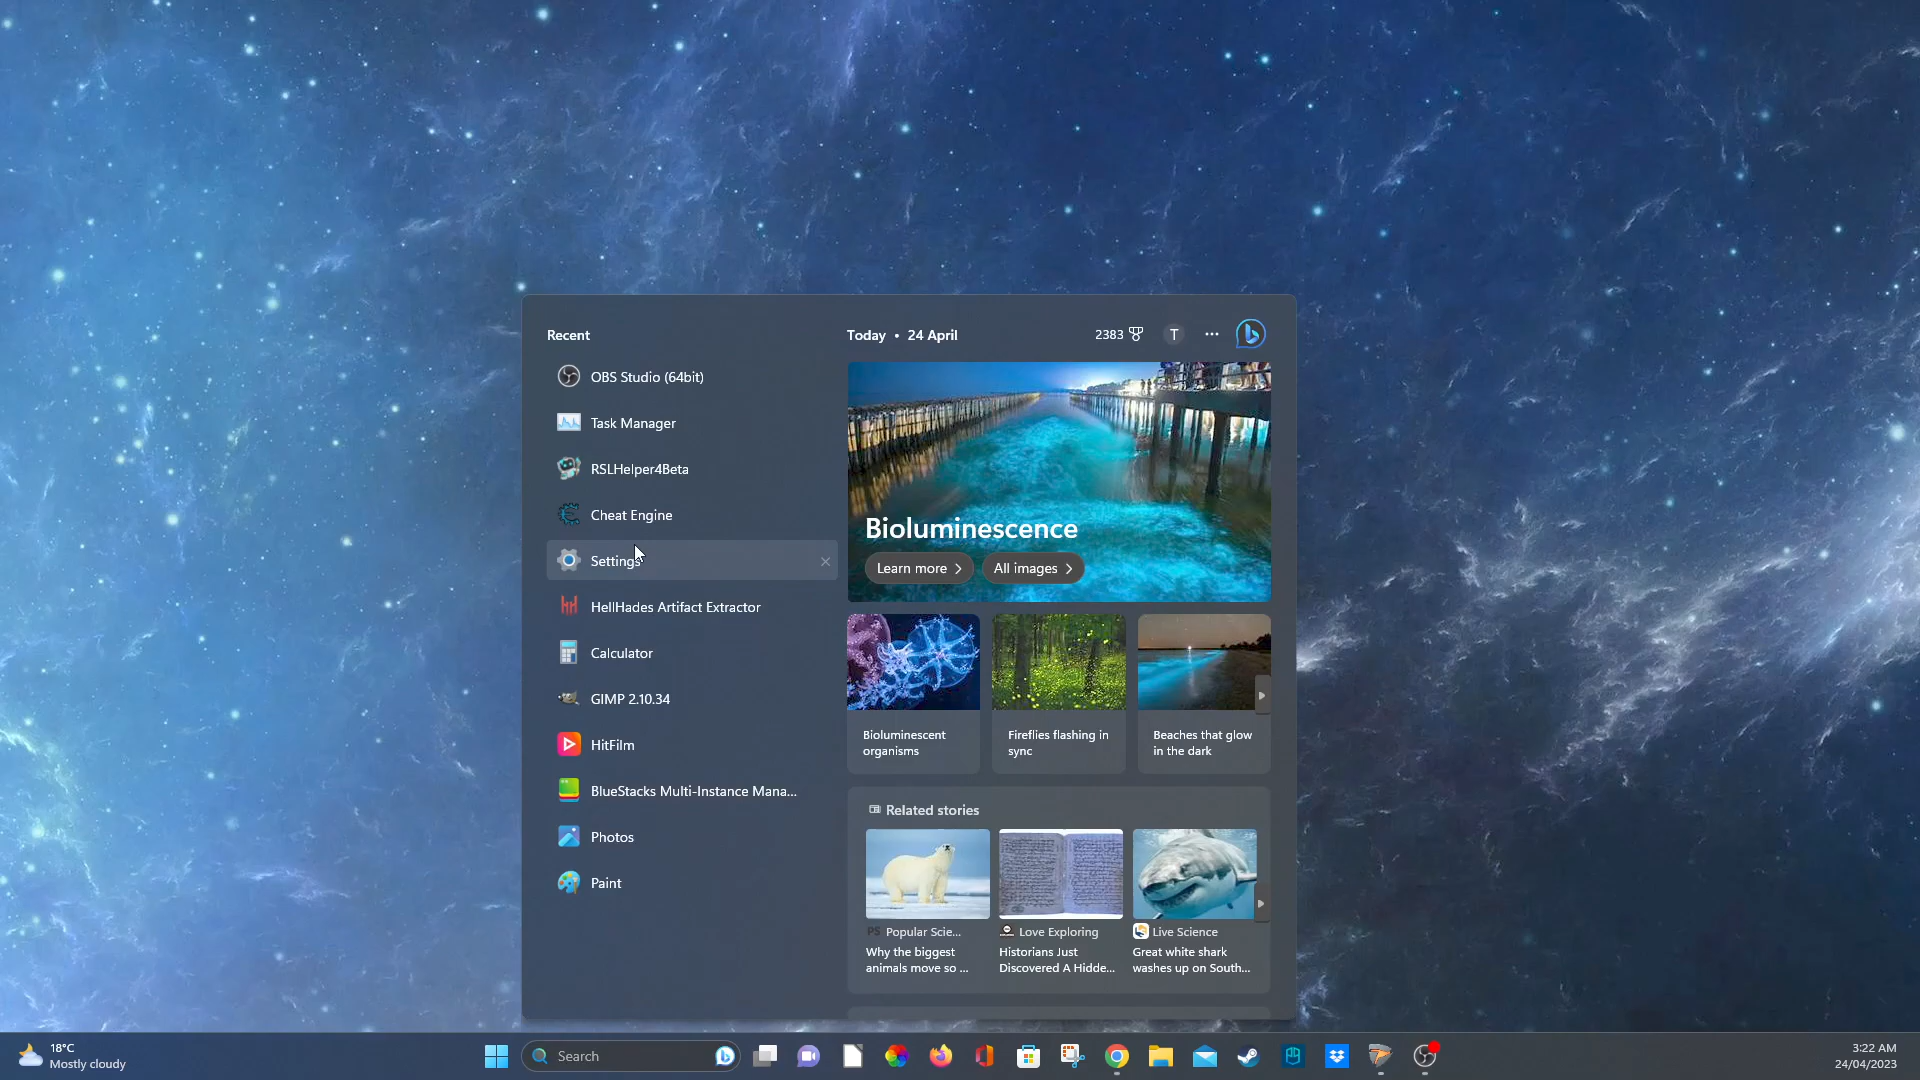 Recent
OBS Studio (64bit)
Task Manager
RSLHelper4Beta
Cheat Engine
Settings
HellHades Artifact Extractor
Calculator
GIMP 2.10.34
HitFilm
BlueStacks Multi-Instance Mana...
Photos
Paint
Today • 24 April
2383
T
Bioluminescence
Learn more
All images
Bioluminescent
organisms
Fireflies flashing in
sync
Beaches that glow
in the dark
Related stories
PS Popular Scie...
Why the biggest
animals move so ...
Love Exploring
Historians Just
Discovered A Hidde...
Live Science
Great white shark
washes up on South...
18°C
Mostly cloudy
Search
3:22 AM
24/04/2023